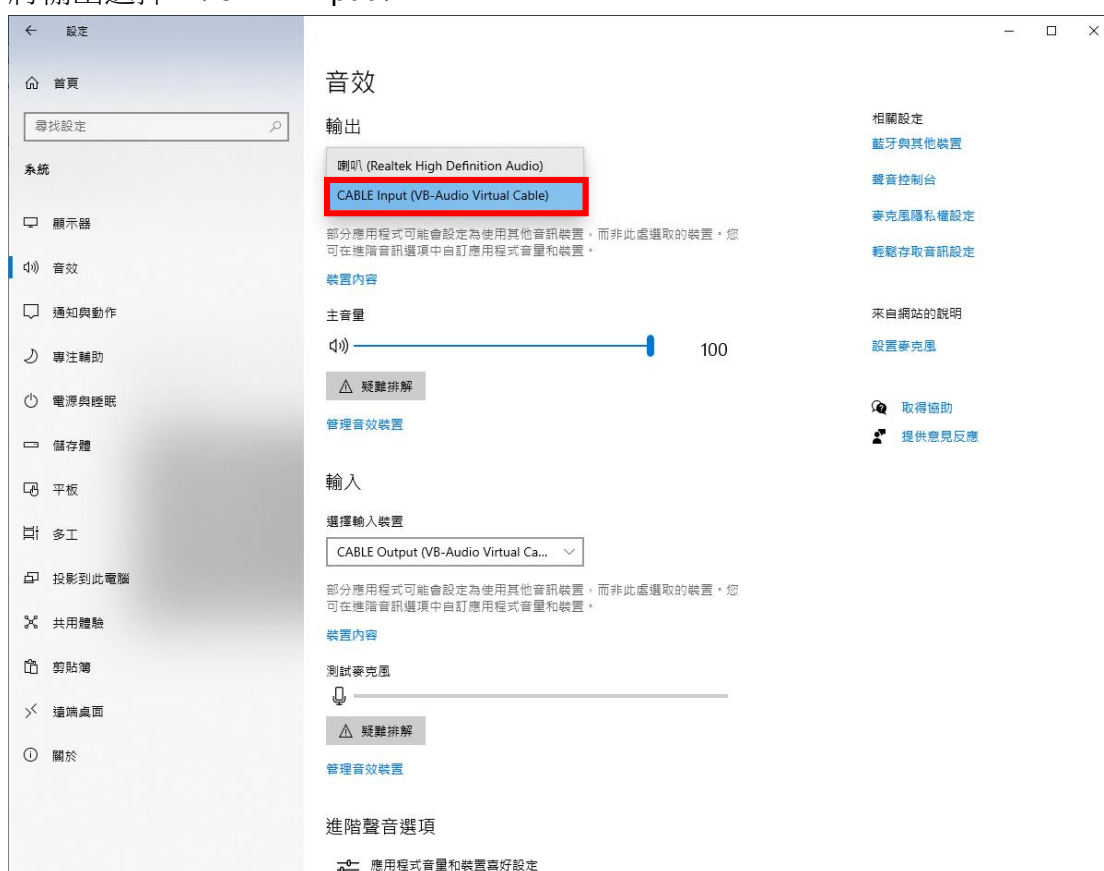 設定
首頁
尋找設定
系統
顯示器
音效
通知與動作
專注輔助
電源與睡眠
儲存體
平板
多工
投影到此電腦
共用體驗
剪貼簿
遠端桌面
關於
音效
輸出
喇叭 (Realtek High Definition Audio)
CABLE Input (VB-Audio Virtual Cable)
部分應用程式可能會設定為使用其他音訊裝置，而非此處選取的裝置。您
可在進階音訊選項中自訂應用程式音量和裝置。
裝置內容
主音量
100
疑難排解
管理音效裝置
輸入
選擇輸入裝置
CABLE Output (VB-Audio Virtual Ca...
部分應用程式可能會設定為使用其他音訊裝置，而非此處選取的裝置。您
可在進階音訊選項中自訂應用程式音量和裝置。
裝置內容
測試麥克風
疑難排解
管理音效裝置
進階聲音選項
應用程式音量和裝置喜好設定
相關設定
藍牙與其他裝置
聲音控制台
麥克風隱私權設定
輕鬆存取音訊設定
來自網站的說明
設置麥克風
取得協助
提供意見反應